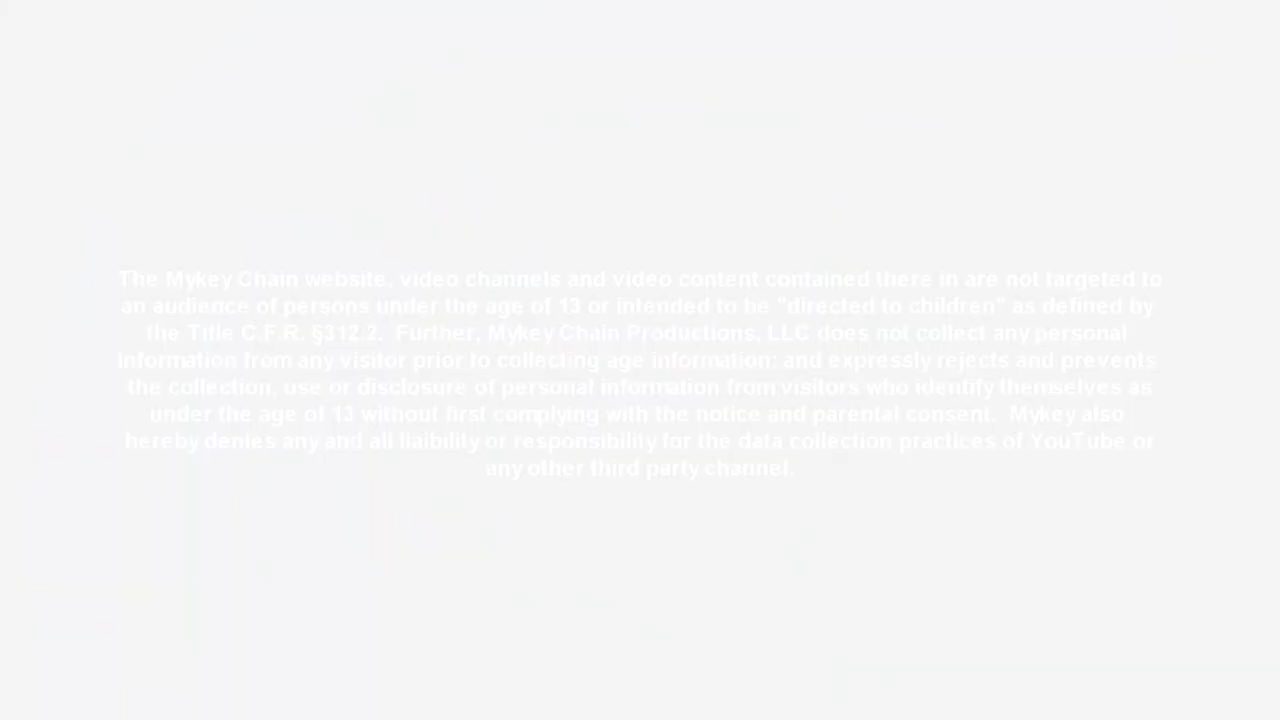 The Mykey Chain website, video channels and video content contained there in are not targeted to
an audience of persons under the age of 13 or intended to be "directed to children" as defined by
the Title C.F.R. §312.2.  Further, Mykey Chain Productions, LLC does not collect any personal
information from any visitor prior to collecting age information; and expressly rejects and prevents
the collection, use or disclosure of personal information from visitors who identify themselves as
under the age of 13 without first complying with the notice and parental consent.  Mykey also
hereby denies any and all liaibility or responsibility for the data collection practices of YouTube or
any other third party channel.